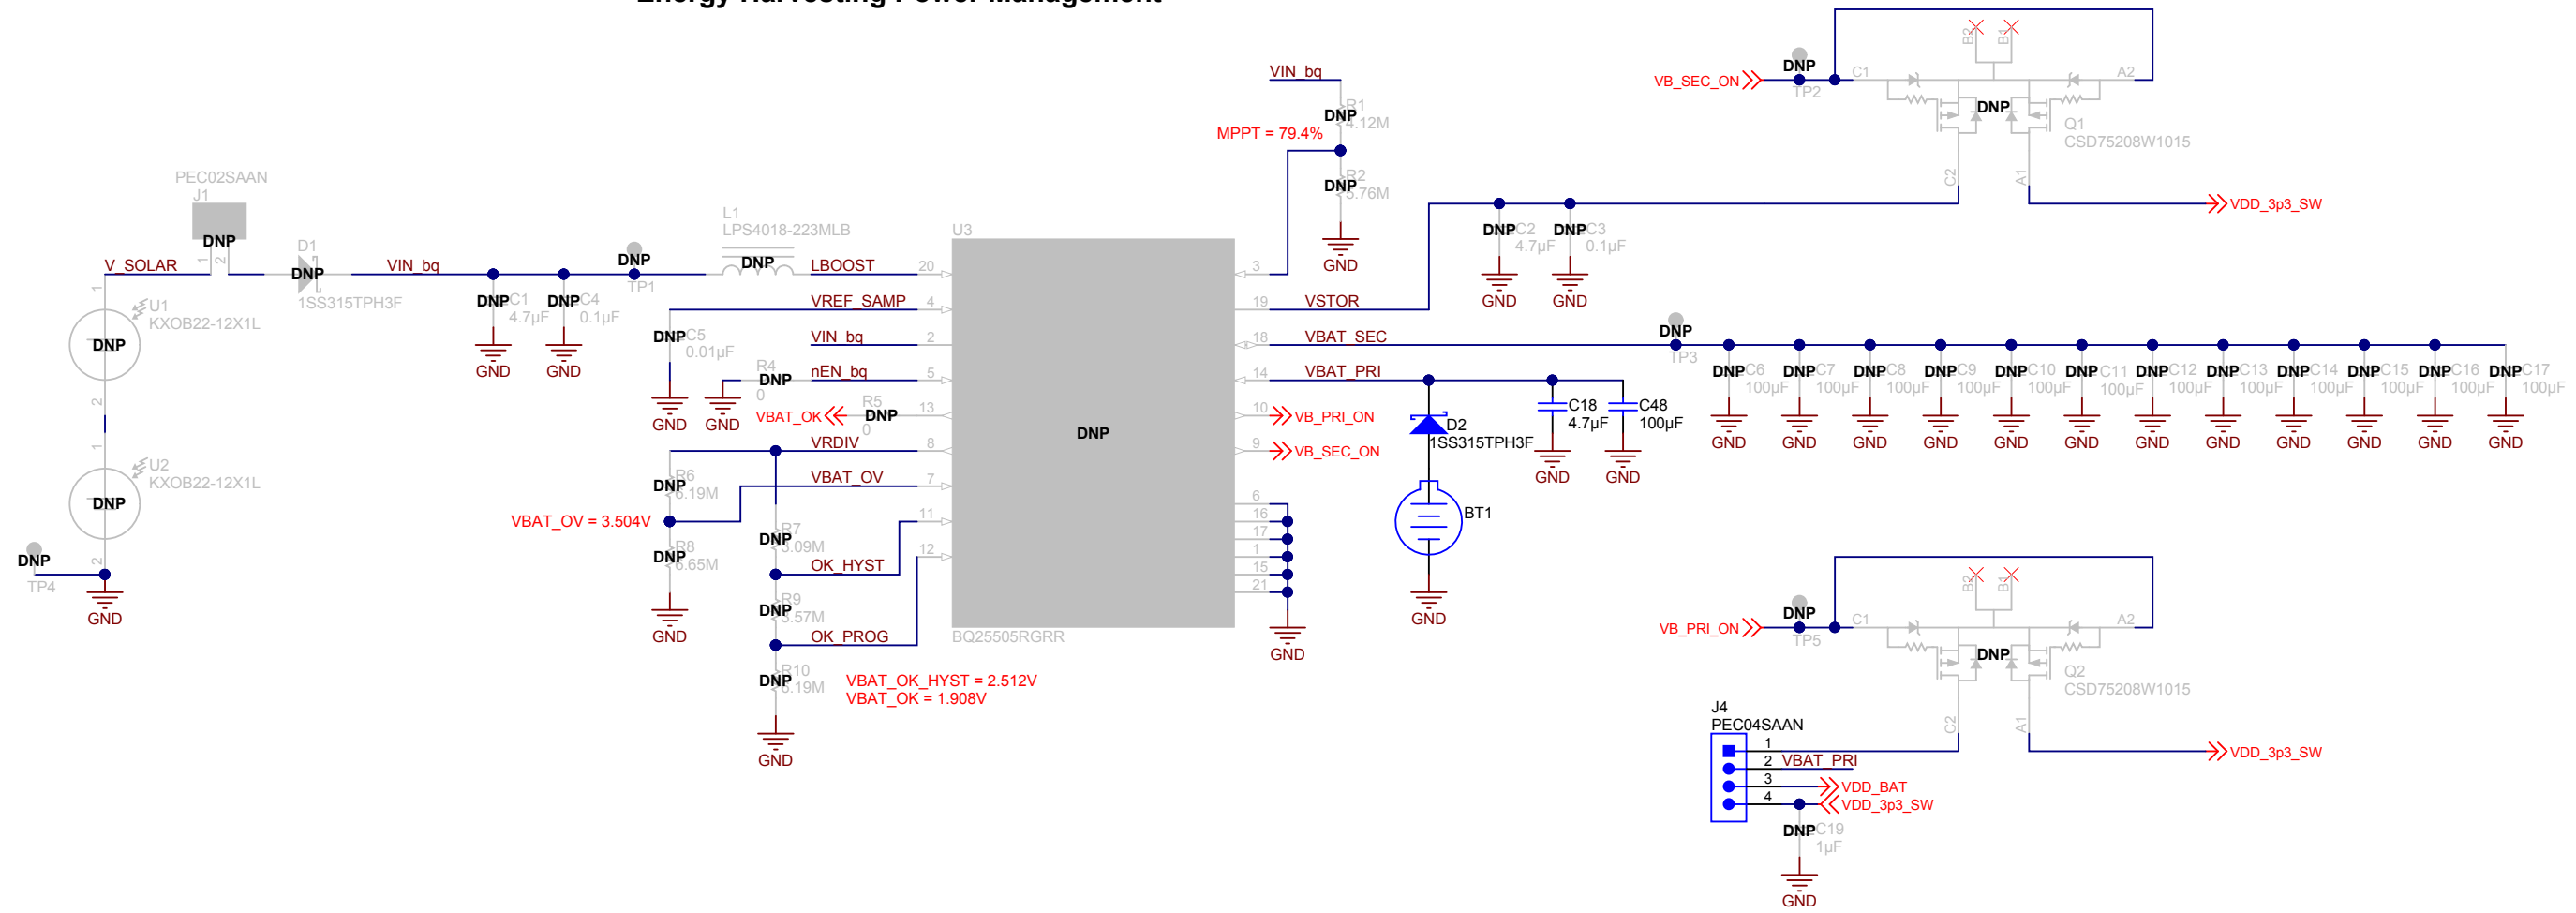 Energy Harvesting Power Management
PEC02SAAN
J1
DNP
1
2
V_SOLAR
D1
DNP
1SS315TPH3F
VIN_bq
1
U1
KXOB22-12X1L
DNP
2
1
U2
KXOB22-12X1L
DNP
2
DNP
TP4
GND
DNP C1
4.7µF
GND
DNP C4
0.1µF
GND
DNP
TP1
L1
LPS4018-223MLB
DNP
LBOOST
20
VREF_SAMP
4
DNP C5
0.01µF
GND
VIN_bq
2
R4
DNP
0
GND
nEN_bq
5
VBAT_OK
R5
DNP
0
13
VRDIV
8
R6
DNP
6.19M
VBAT_OV
7
VBAT_OV = 3.504V
R8
DNP
6.65M
GND
11
R7
DNP
3.09M
OK_HYST
12
R9
DNP
3.57M
OK_PROG
R10
DNP
6.19M
GND
VBAT_OK_HYST = 2.512V
VBAT_OK = 1.908V
U3
DNP
BQ25505RGRR
VIN_bq
R1
DNP
4.12M
MPPT = 79.4%
R2
DNP
5.76M
GND
3
19
VSTOR
18
VBAT_SEC
14
VBAT_PRI
10
VB_PRI_ON
9
VB_SEC_ON
6
16
17
1
15
21
GND
DNP C2
4.7µF
GND
DNP C3
0.1µF
GND
D2
1SS315TPH3F
BT1
GND
C18
4.7µF
GND
C48
100µF
GND
VB_SEC_ON
DNP
TP2
C1
B2
B1
A2
DNP
Q1
CSD75208W1015
C2
A1
VDD_3p3_SW
DNP
TP3
DNP C6
100µF
GND
DNP C7
100µF
GND
DNP C8
100µF
GND
DNP C9
100µF
GND
DNP C10
100µF
GND
DNP C11
100µF
GND
DNP C12
100µF
GND
DNP C13
100µF
GND
DNP C14
100µF
GND
DNP C15
100µF
GND
DNP C16
100µF
GND
DNP C17
100µF
GND
VB_PRI_ON
DNP
TP5
C1
B2
B1
A2
DNP
Q2
CSD75208W1015
C2
A1
VDD_3p3_SW
J4
PEC04SAAN
1
2 VBAT_PRI
3 VDD_BAT
4 VDD_3p3_SW
DNP C19
1µF
GND